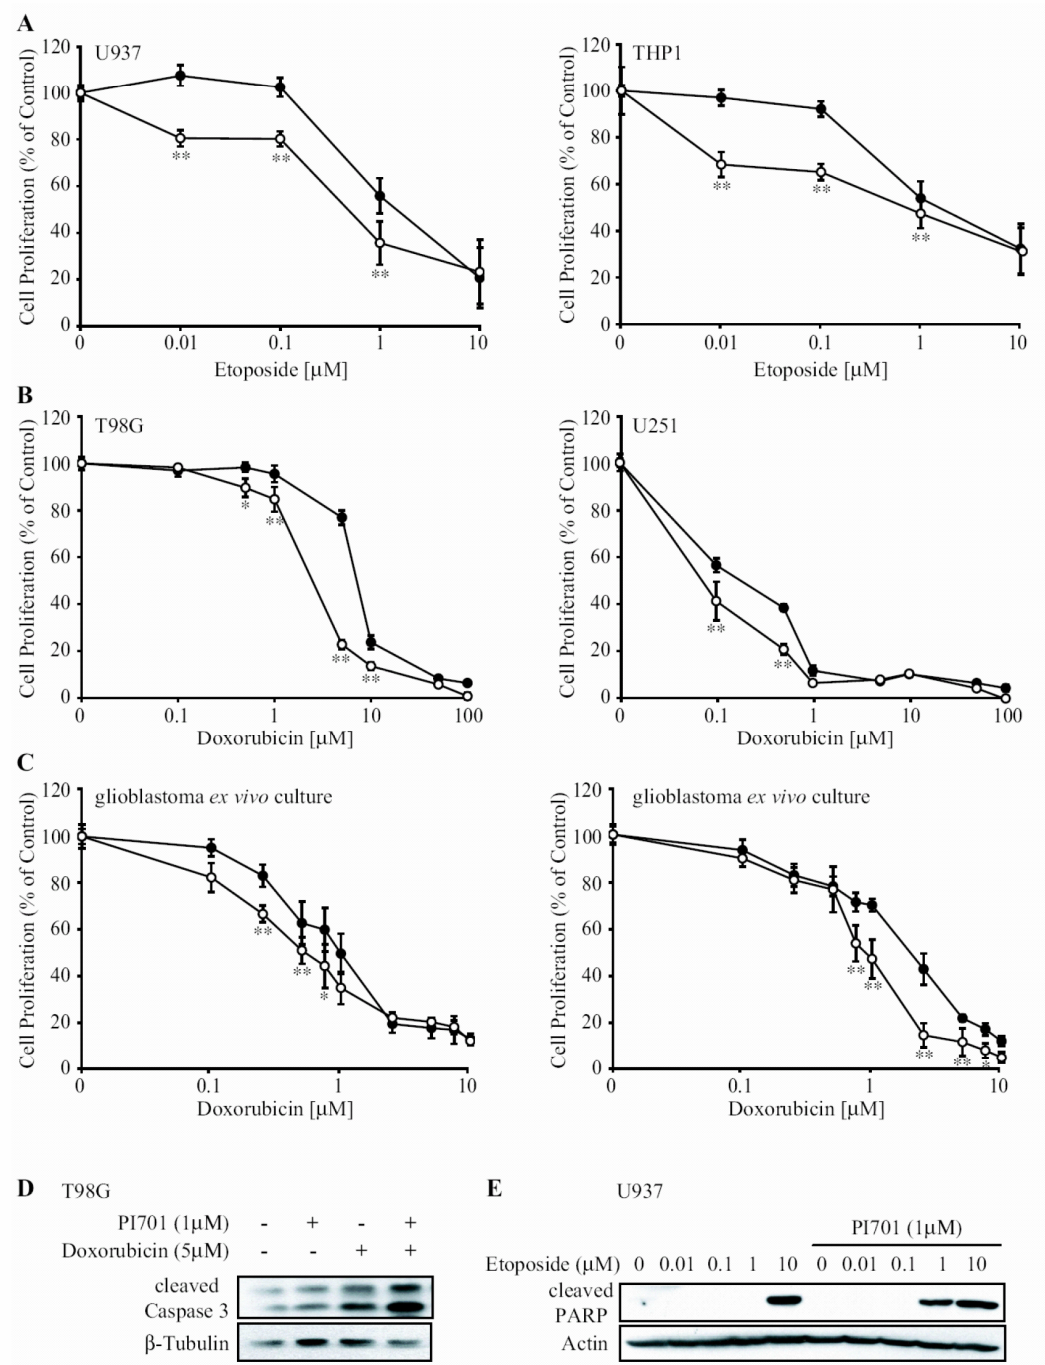 A
U937
Cell Proliferation (% of Control)
120
100
80
60
40
20
0
** ** **
0 0.01 0.1 1 10
Etoposide [μM]
THP1
Cell Proliferation (% of Control)
120
100
80
60
40
20
0
** ** **
0 0.01 0.1 1 10
Etoposide [μM]
B
T98G
Cell Proliferation (% of Control)
120
100
80
60
40
20
0
* ** ** **
0 0.1 1 10 100
Doxorubicin [μM]
U251
Cell Proliferation (% of Control)
120
100
80
60
40
20
0
** **
0 0.1 1 10 100
Doxorubicin [μM]
C
glioblastoma ex vivo culture
Cell Proliferation (% of Control)
120
100
80
60
40
20
0
** ** *
0 0.1 1 10
Doxorubicin [μM]
glioblastoma ex vivo culture
Cell Proliferation (% of Control)
120
100
80
60
40
20
0
** ** ** ** *
0 0.1 1 10
Doxorubicin [μM]
D T98G
PI701 (1μM) - + - +
Doxorubicin (5μM) - - + +
cleaved
Caspase 3
β-Tubulin
E U937
PI701 (1μM)
Etoposide (μM) 0 0.01 0.1 1 10 0 0.01 0.1 1 10
cleaved
PARP
Actin